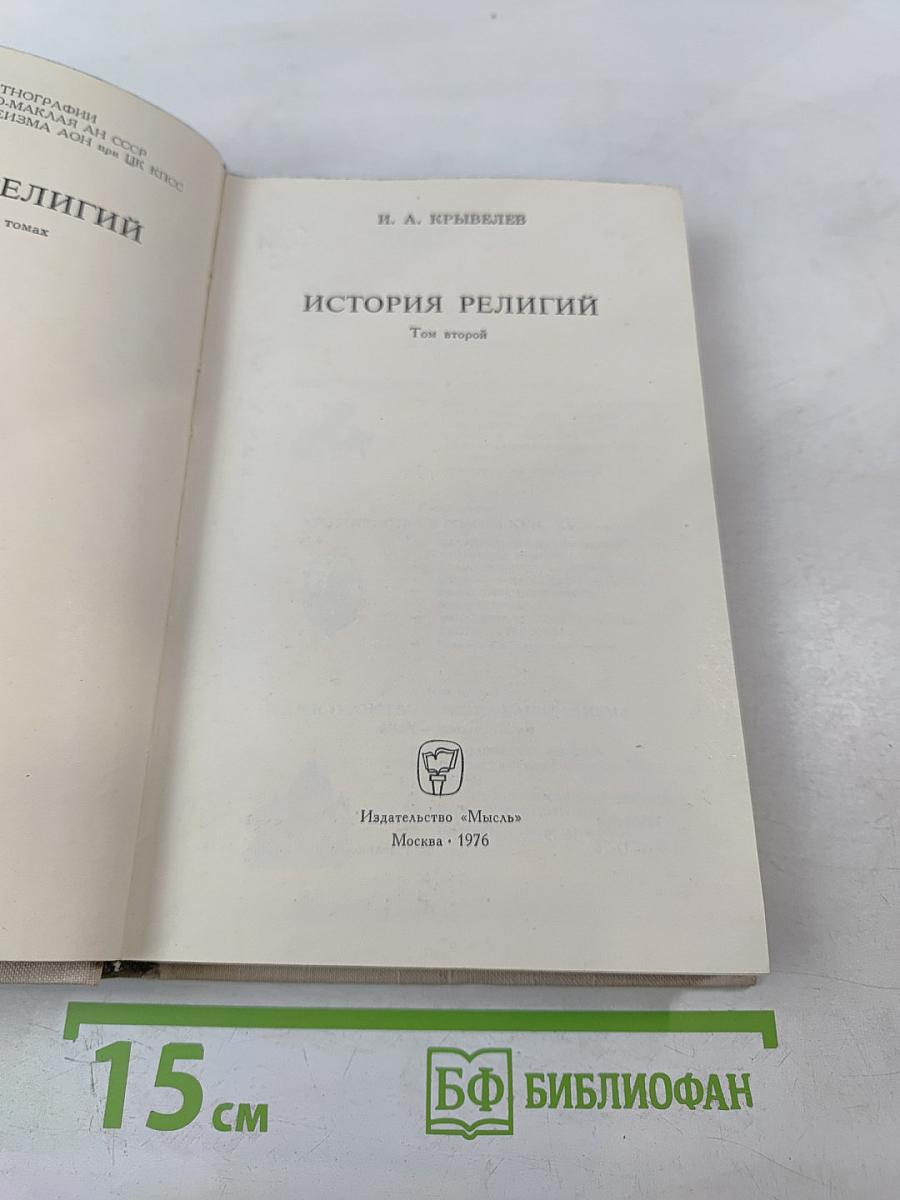 ТНОГРАФИИ
О-МАКЛАЯ АН СССР
ЕИЗМА АОН при ЦК КПСС
ЕЛИГИЙ
томах
И. А. КРЫВЕЛЕВ
ИСТОРИЯ РЕЛИГИЙ
Том второй
Издательство «Мысль»
Москва · 1976
15 см
БФ БИБЛИОФАН